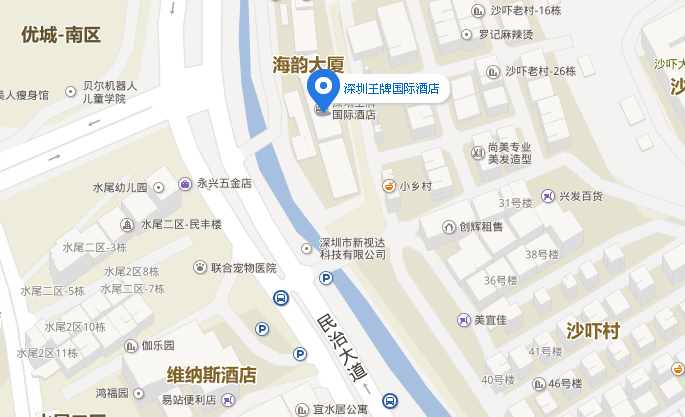 沙吓老村-16栋
优城-南区
罗记麻辣烫
海韵大厦
沙吓大
沙吓老村-26栋
沙
贝尔机器人
儿童学院
美人瘦身馆
深圳王牌国际酒店
国际酒店
尚美专业
美发造型
水尾幼儿园
永兴五金店
小乡村
兴发百货
31号楼
水尾二区-民丰楼
创辉租售
水尾二区-3栋
深圳市新视达
科技有限公司
38号楼
水尾2区8栋
联合宠物医院
36号楼
水尾二区-5栋
水尾二区-7栋
P
水尾2区10栋
P
民治大道
美宜佳
沙吓村
伽乐园
P
水尾2区11栋
41号楼
维纳斯酒店
40号楼
46号楼
鸿福园
易站便利店
宜水居公寓